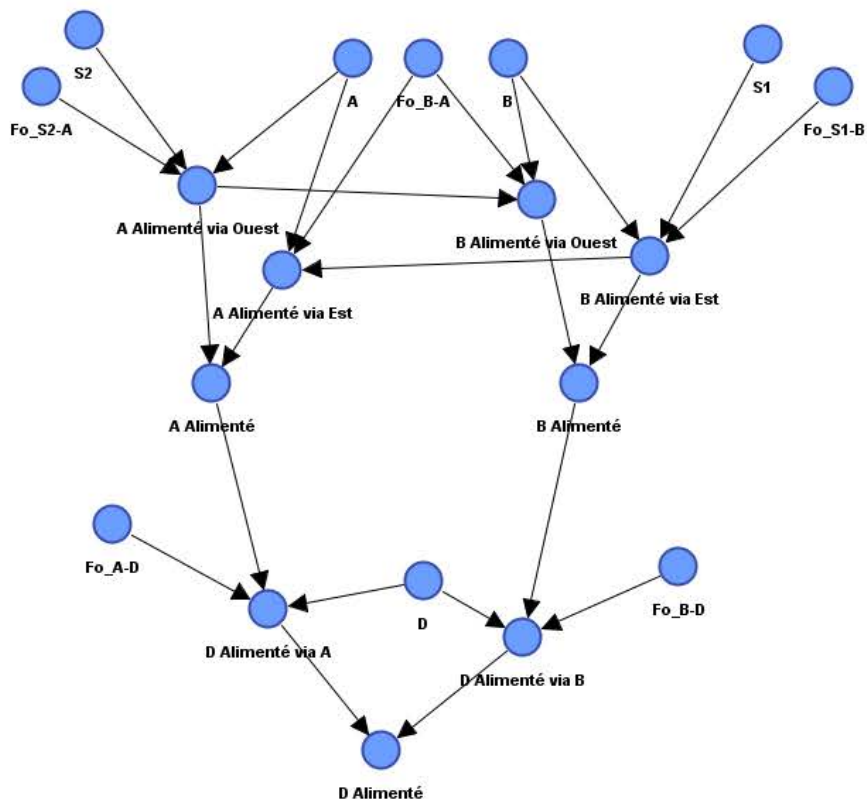 S2
A
Fo_B-A
B
S1
Fo_S2-A
Fo_S1-B
A Alimenté via Ouest
B Alimenté via Ouest
A Alimenté via Est
B Alimenté via Est
A Alimenté
B Alimenté
Fo_A-D
D
Fo_B-D
D Alimenté via A
D Alimenté via B
D Alimenté